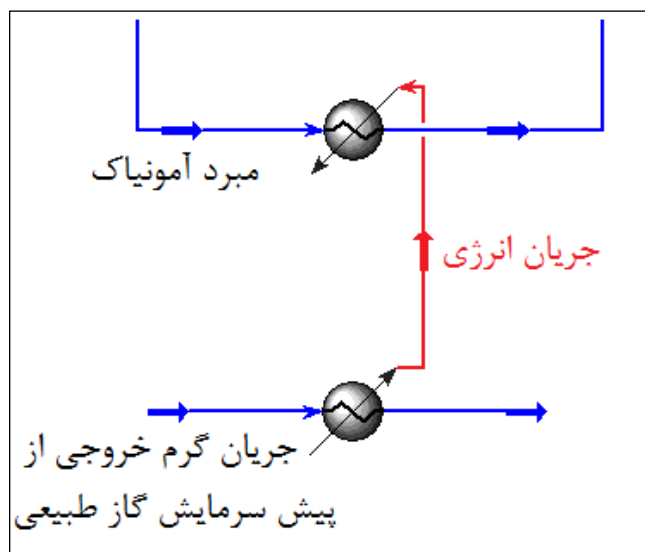 مبرد آمونیاک
جریان انرژی
جریان گرم خروجی از
پیش سرمایش گاز طبیعی